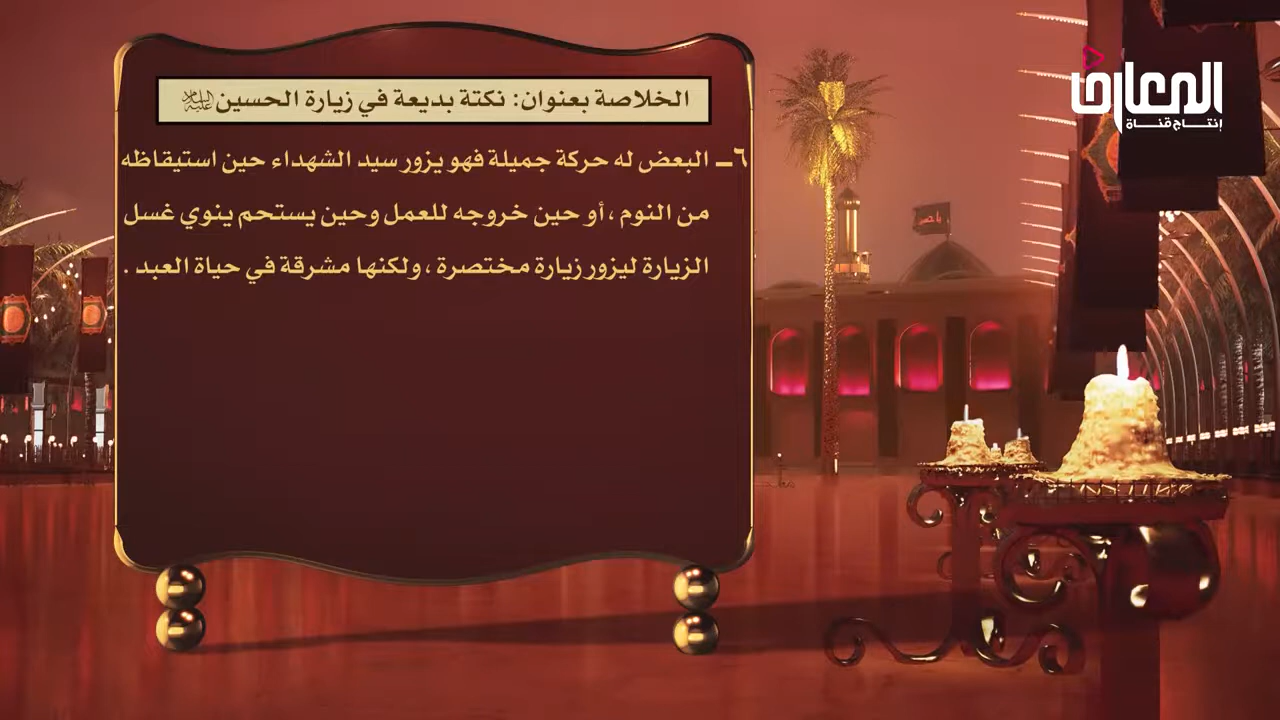 المعارف
إنتاج قناة
الخلاصة بعنوان: نكتة بديعة في زيارة الحسين عليه السلام
٦ـ البعض له حركة جميلة فهو يزور سيد الشهداء حين استيقاظه
من النوم ، أو حين خروجه للعمل وحين يستحم ينوي غسل
الزيارة ليزور زيارة مختصرة ، ولكنها مشرقة في حياة العبد .